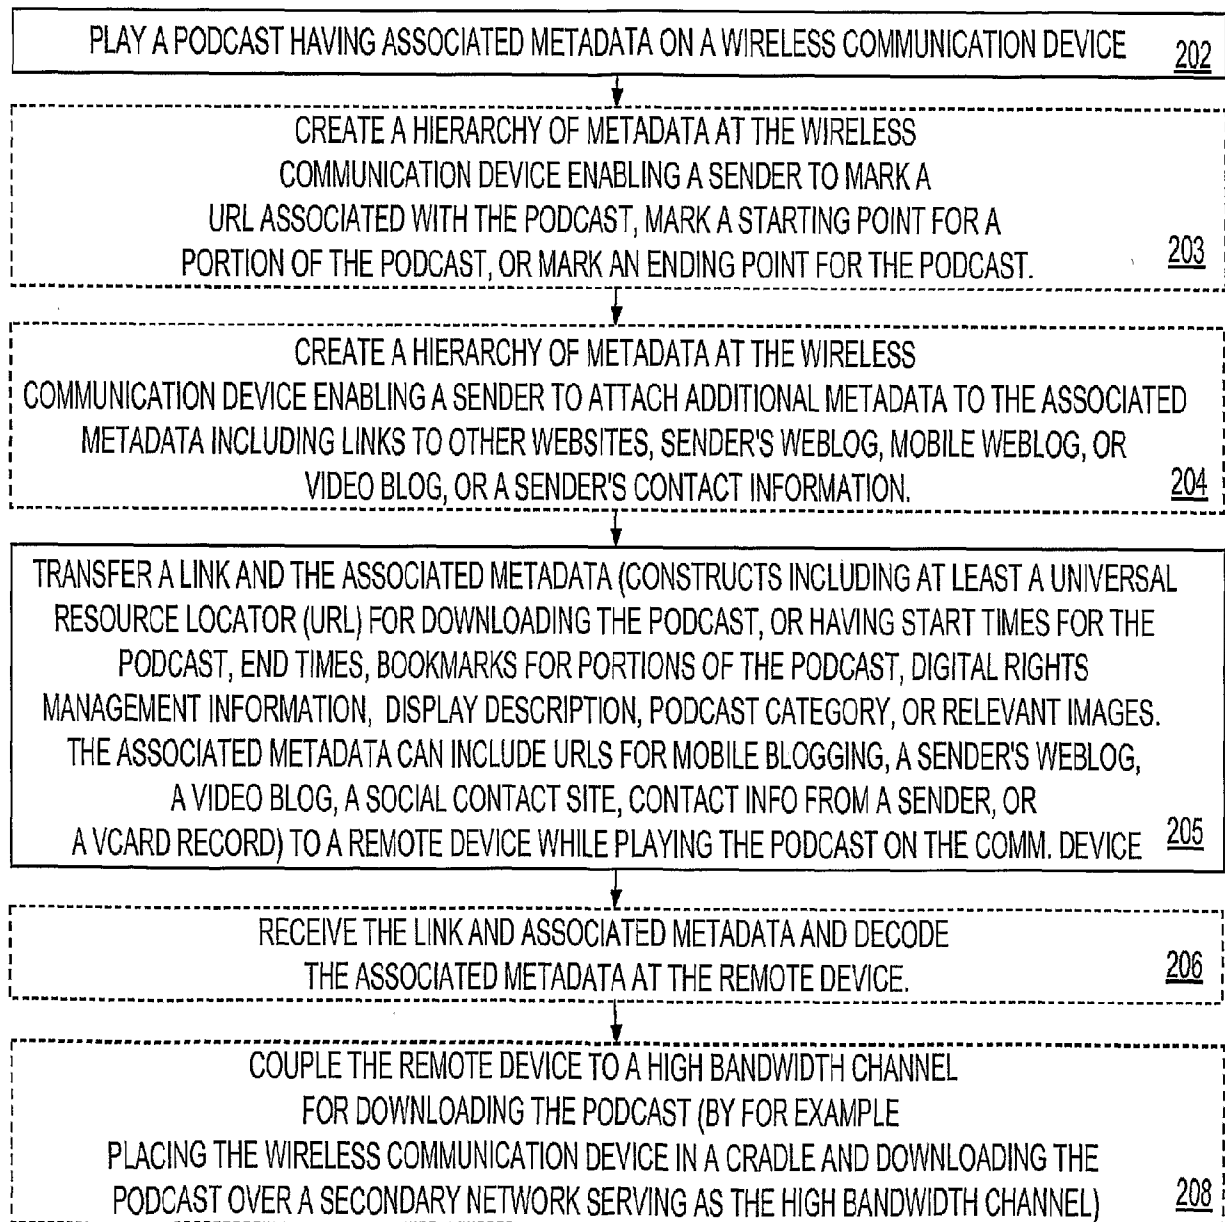 PLAY A PODCAST HAVING ASSOCIATED METADATA ON A WIRELESS COMMUNICATION DEVICE 202
CREATE A HIERARCHY OF METADATA AT THE WIRELESS
COMMUNICATION DEVICE ENABLING A SENDER TO MARK A
URL ASSOCIATED WITH THE PODCAST, MARK A STARTING POINT FOR A
PORTION OF THE PODCAST, OR MARK AN ENDING POINT FOR THE PODCAST. 203
CREATE A HIERARCHY OF METADATA AT THE WIRELESS
COMMUNICATION DEVICE ENABLING A SENDER TO ATTACH ADDITIONAL METADATA TO THE ASSOCIATED
METADATA INCLUDING LINKS TO OTHER WEBSITES, SENDER'S WEBLOG, MOBILE WEBLOG, OR
VIDEO BLOG, OR A SENDER'S CONTACT INFORMATION. 204
TRANSFER A LINK AND THE ASSOCIATED METADATA (CONSTRUCTS INCLUDING AT LEAST A UNIVERSAL
RESOURCE LOCATOR (URL) FOR DOWNLOADING THE PODCAST, OR HAVING START TIMES FOR THE
PODCAST, END TIMES, BOOKMARKS FOR PORTIONS OF THE PODCAST, DIGITAL RIGHTS
MANAGEMENT INFORMATION, DISPLAY DESCRIPTION, PODCAST CATEGORY, OR RELEVANT IMAGES.
THE ASSOCIATED METADATA CAN INCLUDE URLS FOR MOBILE BLOGGING, A SENDER'S WEBLOG,
A VIDEO BLOG, A SOCIAL CONTACT SITE, CONTACT INFO FROM A SENDER, OR
A VCARD RECORD) TO A REMOTE DEVICE WHILE PLAYING THE PODCAST ON THE COMM. DEVICE 205
RECEIVE THE LINK AND ASSOCIATED METADATA AND DECODE
THE ASSOCIATED METADATA AT THE REMOTE DEVICE. 206
COUPLE THE REMOTE DEVICE TO A HIGH BANDWIDTH CHANNEL
FOR DOWNLOADING THE PODCAST (BY FOR EXAMPLE
PLACING THE WIRELESS COMMUNICATION DEVICE IN A CRADLE AND DOWNLOADING THE
PODCAST OVER A SECONDARY NETWORK SERVING AS THE HIGH BANDWIDTH CHANNEL) 208